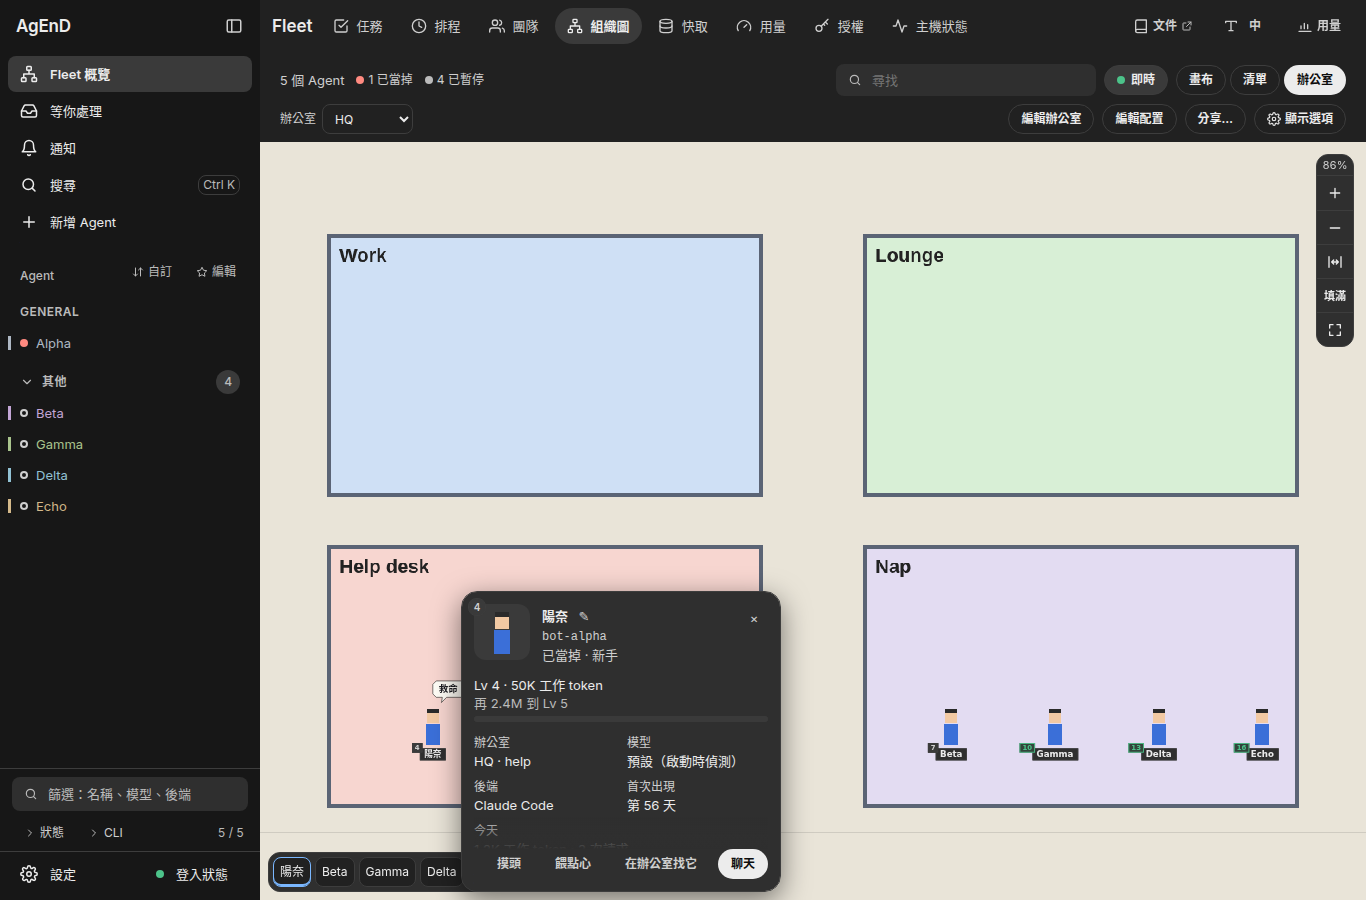 AgEnD
Fleet 概覽
等你處理
通知
搜尋
Ctrl K
新增 Agent
Agent
自訂
編輯
GENERAL
Alpha
其他
4
Beta
Gamma
Delta
Echo
篩選：名稱、模型、後端
狀態
CLI
5 / 5
設定
登入狀態
Fleet
任務
排程
團隊
組織圖
快取
用量
授權
主機狀態
文件
中
用量
5 個 Agent
1 已當掉
4 已暫停
尋找
即時
畫布
清單
辦公室
辦公室
HQ
編輯辦公室
編輯配置
分享…
顯示選項
86%
填滿
Work
Lounge
Help desk
Nap
救命
4
陽奈
7
Beta
10
Gamma
13
Delta
16
Echo
4
陽奈
bot-alpha
已當掉 · 新手
Lv 4 · 50K 工作 token
再 2.4M 到 Lv 5
辦公室
模型
HQ · help
預設（啟動時偵測）
後端
首次出現
Claude Code
第 56 天
今天
摸頭
餵點心
在辦公室找它
聊天
陽奈
Beta
Gamma
Delta